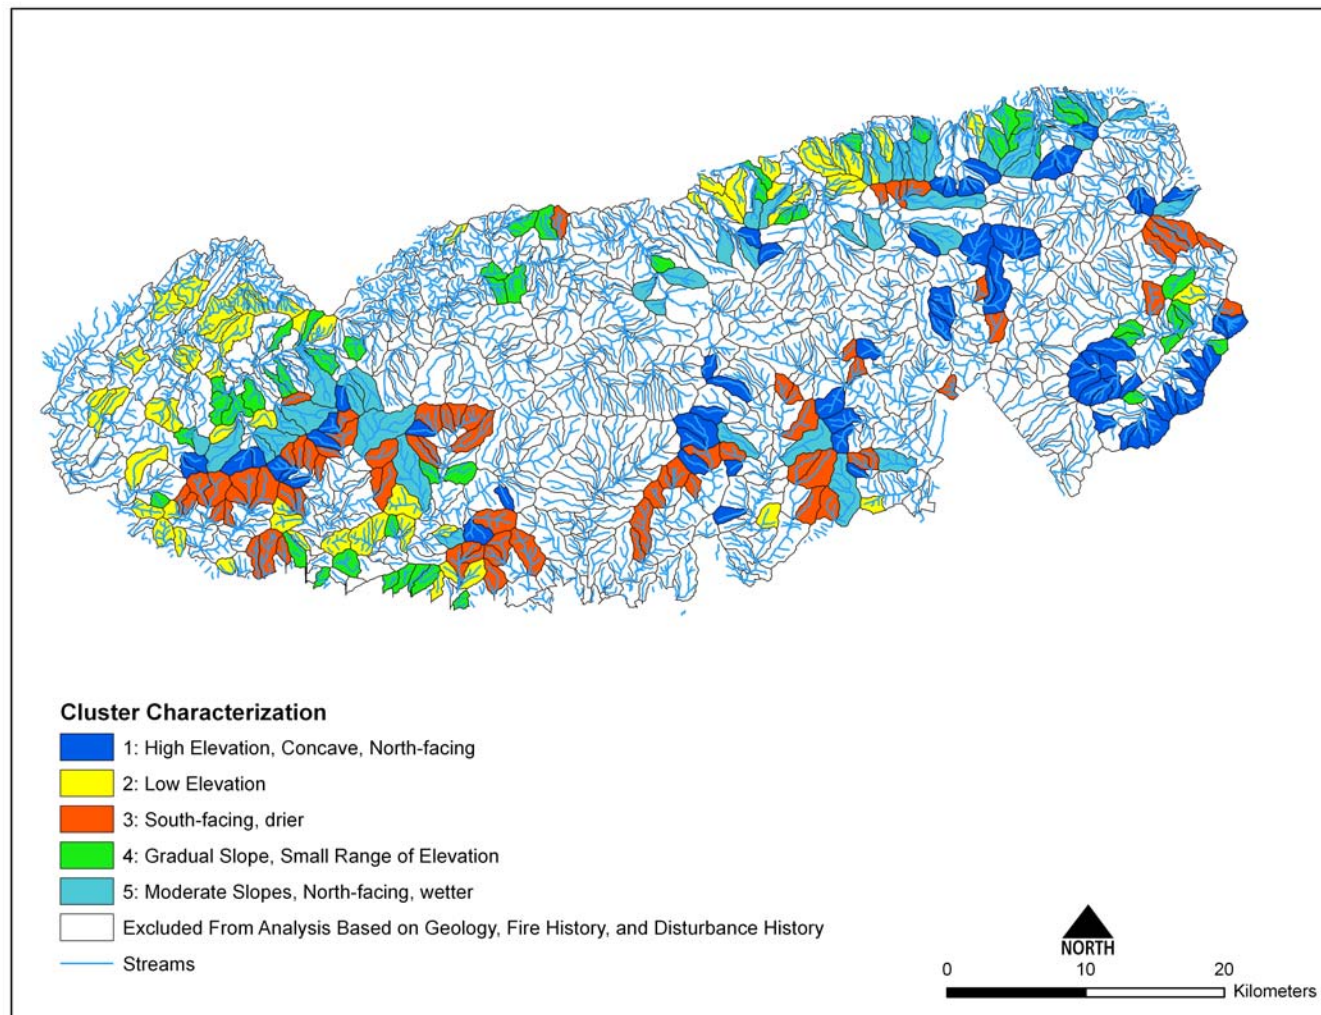 Cluster Characterization
1: High Elevation, Concave, North-facing
2: Low Elevation
3: South-facing, drier
4: Gradual Slope, Small Range of Elevation
5: Moderate Slopes, North-facing, wetter
Excluded From Analysis Based on Geology, Fire History, and Disturbance History
Streams
NORTH
0 10 20
Kilometers